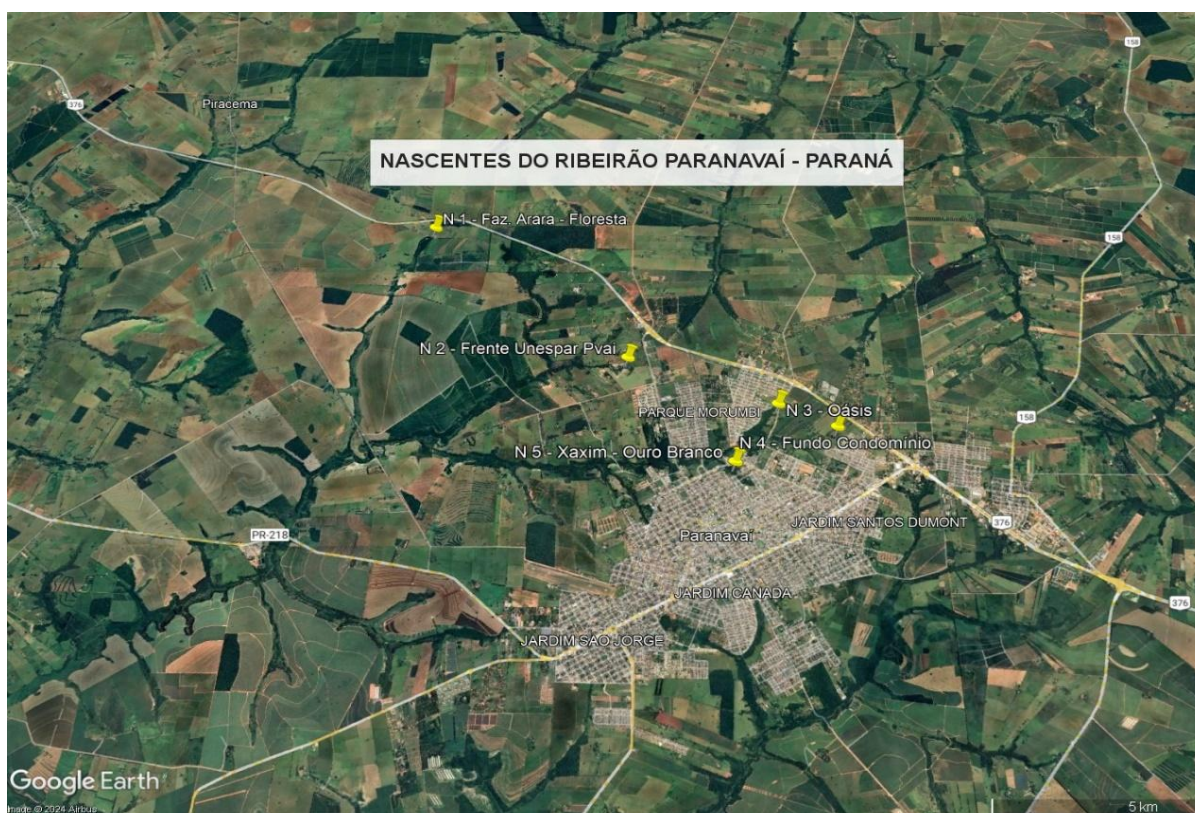 158
376
Piracema
NASCENTES DO RIBEIRÃO PARANAVAÍ - PARANÁ
N 1 - Faz. Arara - Floresta
158
N 2 - Frente Unespar Pvai
PARQUE MORUMBI
N 3 - Oásis
158
N 4 - Fundo Condomínio
N 5 - Xaxim - Ouro Branco
JARDIM SANTOS DUMONT
376
PR-218
Paranavaí
JARDIM CANADA
376
JARDIM SÃO JORGE
Google Earth
Image © 2024 Airbus
5 km